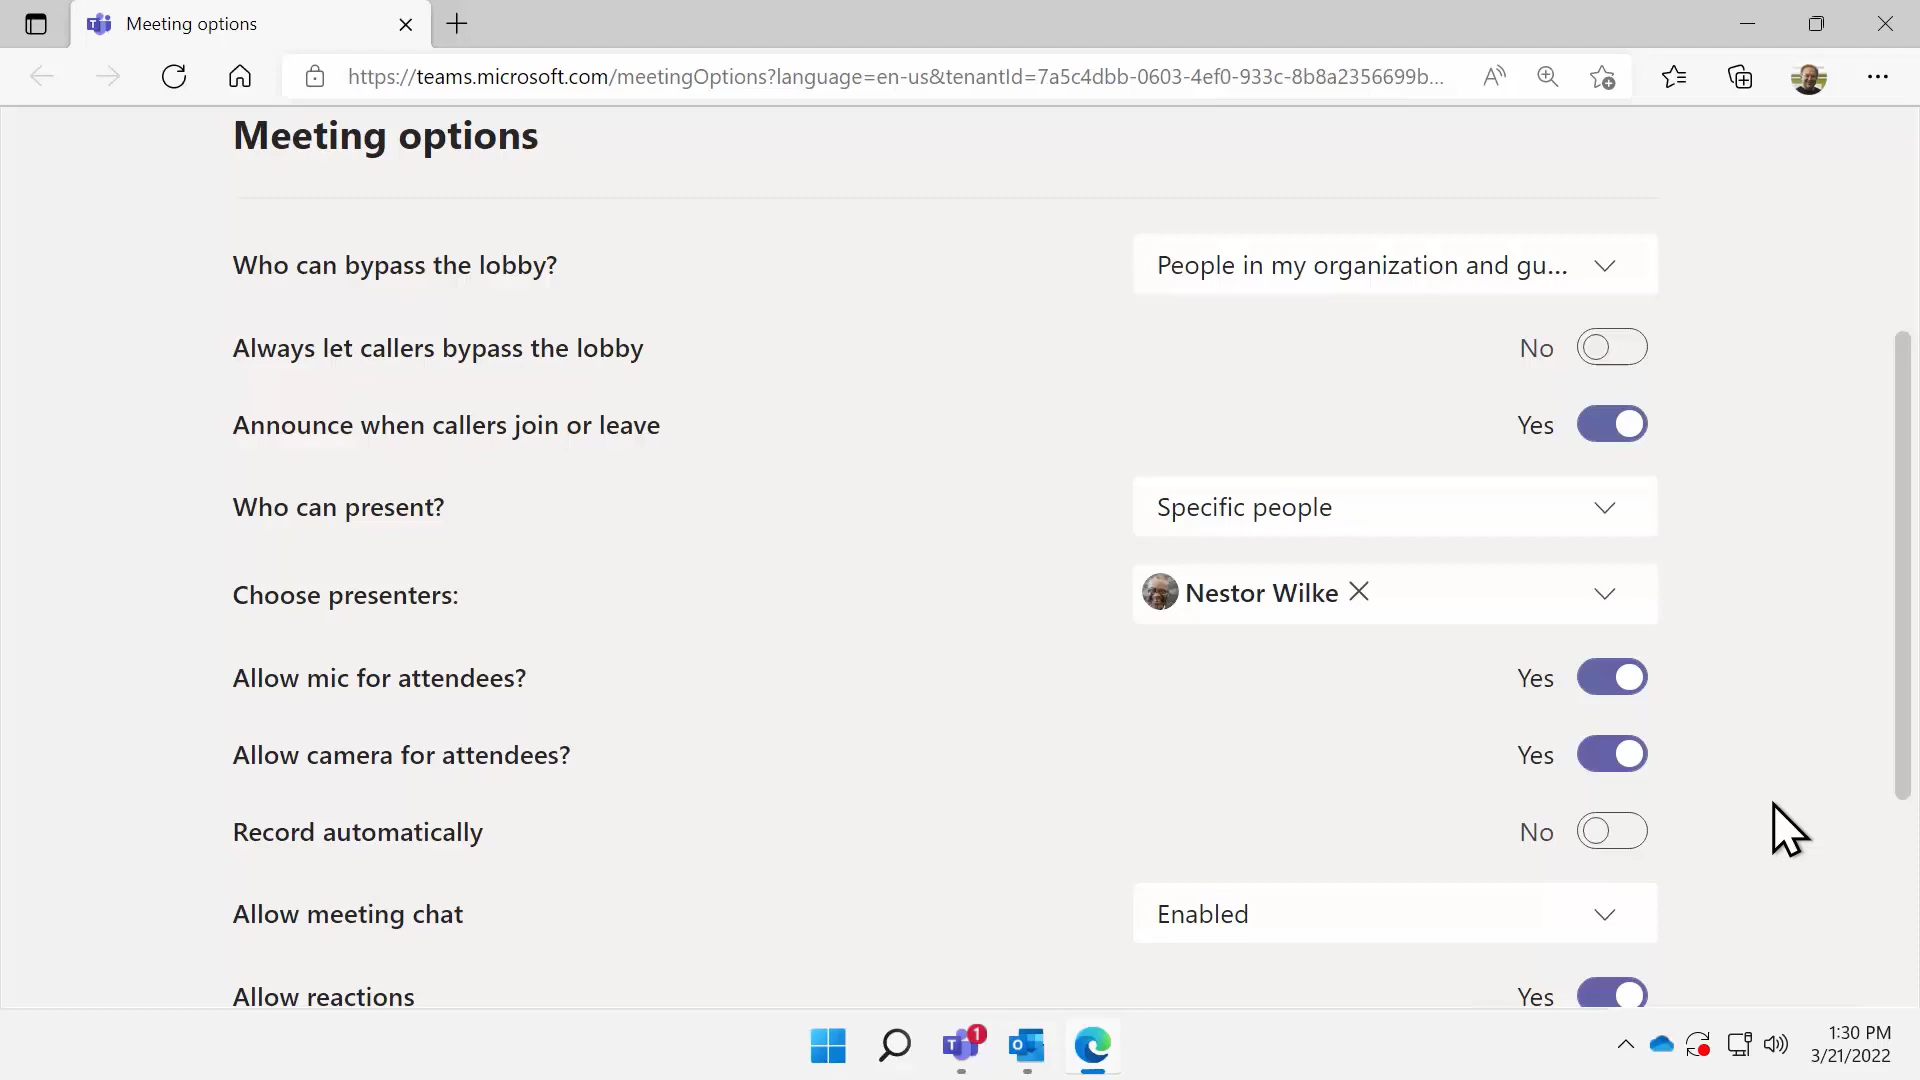 Meeting options
https://teams.microsoft.com/meetingOptions?language=en-us&tenantId=7a5c4dbb-0603-4ef0-933c-8b8a2356699b...
Meeting options
Who can bypass the lobby?
People in my organization and gu...
Always let callers bypass the lobby
No
Announce when callers join or leave
Yes
Who can present?
Specific people
Choose presenters:
Nestor Wilke
Allow mic for attendees?
Yes
Allow camera for attendees?
Yes
Record automatically
No
Allow meeting chat
Enabled
Allow reactions
Yes
1
1:30 PM
3/21/2022